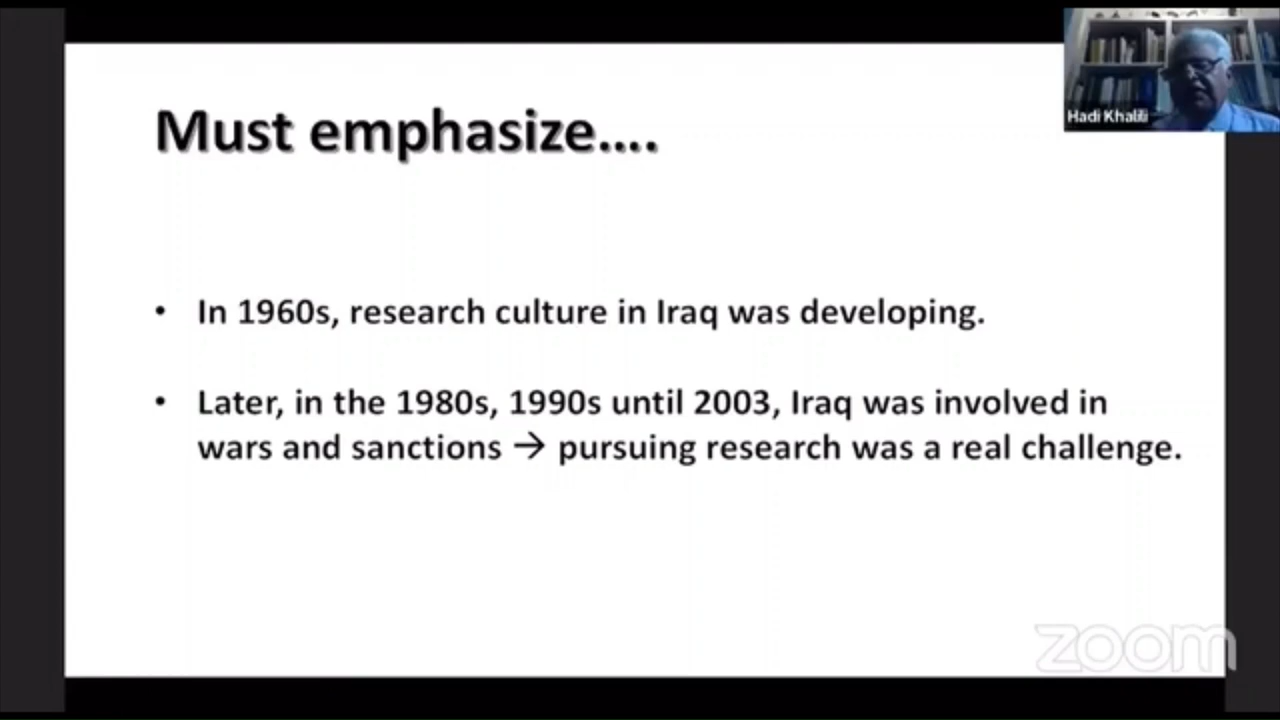 Must emphasize....
Hadi Khalili
• In 1960s, research culture in Iraq was developing.
• Later, in the 1980s, 1990s until 2003, Iraq was involved in
wars and sanctions → pursuing research was a real challenge.
zoom